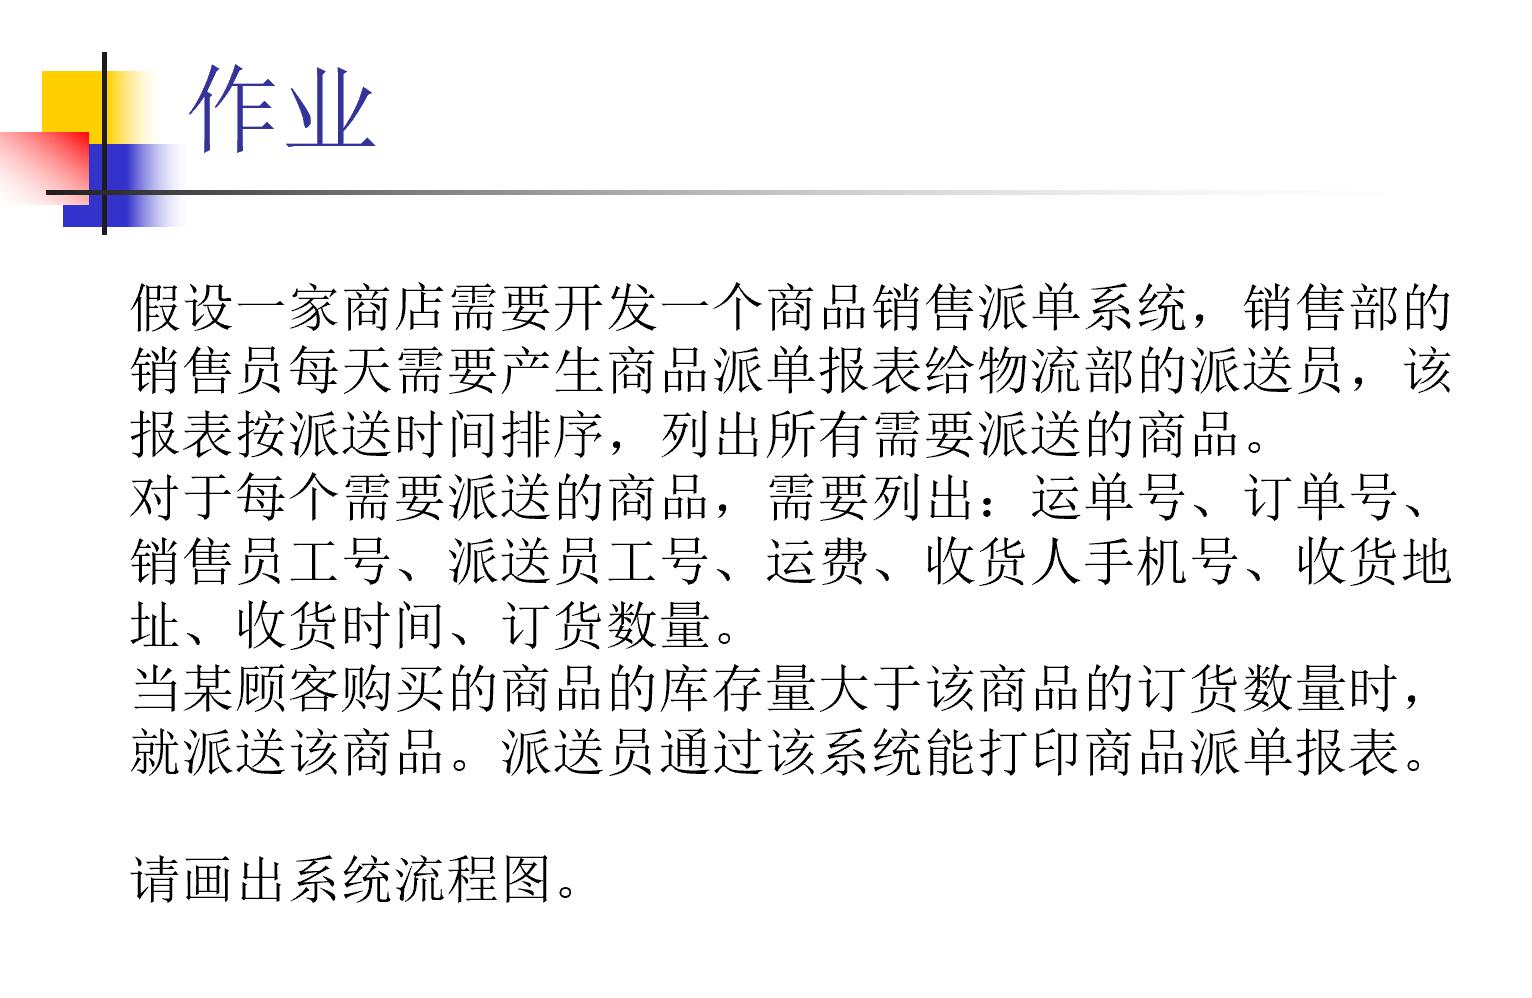 作业
假设一家商店需要开发一个商品销售派单系统，销售部的
销售员每天需要产生商品派单报表给物流部的派送员，该
报表按派送时间排序，列出所有需要派送的商品。
对于每个需要派送的商品，需要列出：运单号、订单号、
销售员工号、派送员工号、运费、收货人手机号、收货地
址、收货时间、订货数量。
当某顾客购买的商品的库存量大于该商品的订货数量时，
就派送该商品。派送员通过该系统能打印商品派单报表。
请画出系统流程图。